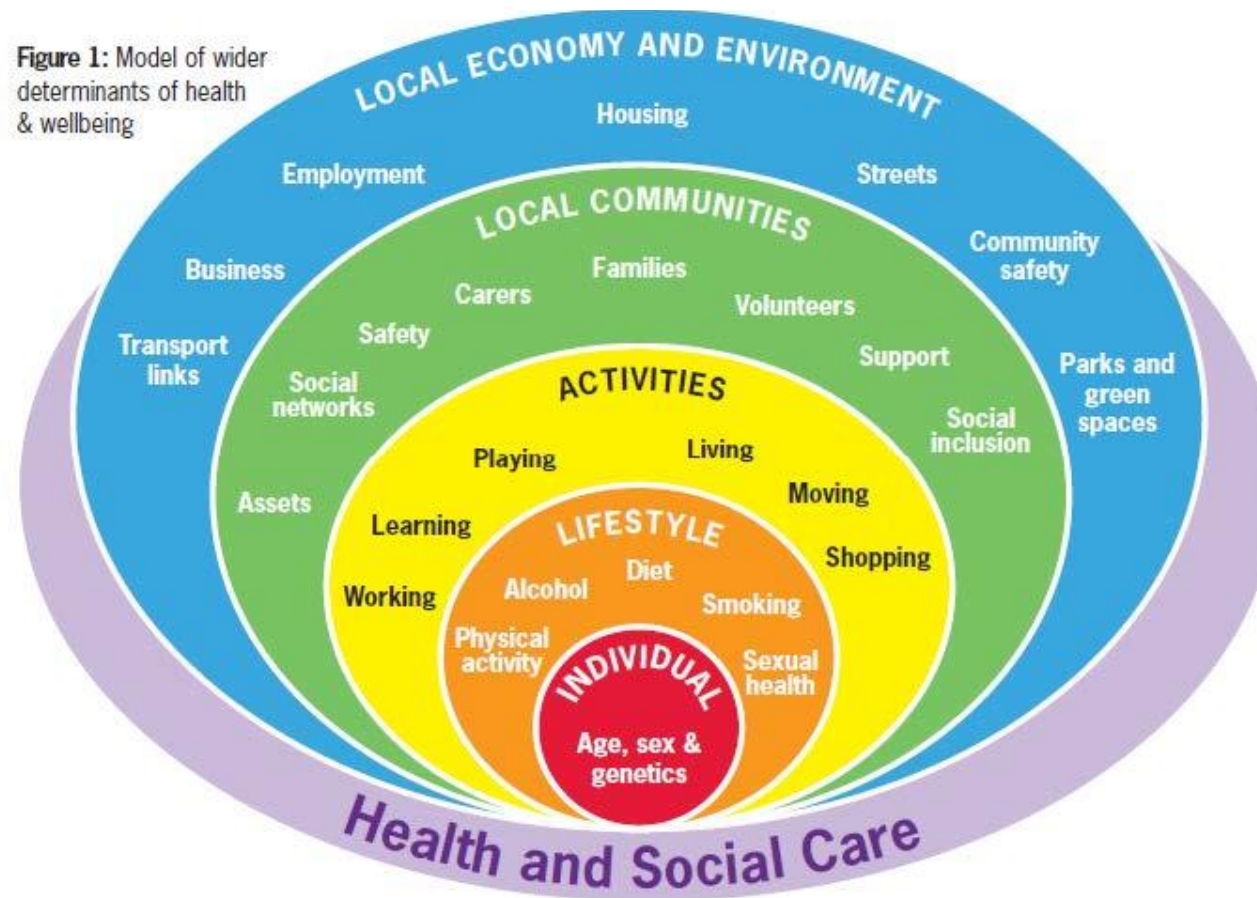 Figure 1: Model of wider
determinants of health
& wellbeing
LOCAL ECONOMY AND ENVIRONMENT
Housing
Employment
Streets
Business
Community
safety
Transport
links
Parks and
green
spaces
LOCAL COMMUNITIES
Families
Carers
Volunteers
Safety
Support
Social
networks
Social
inclusion
Assets
ACTIVITIES
Playing
Living
Moving
Learning
Shopping
Working
LIFESTYLE
Diet
Alcohol
Smoking
Physical
activity
Sexual
health
INDIVIDUAL
Age, sex &
genetics
Health and Social Care